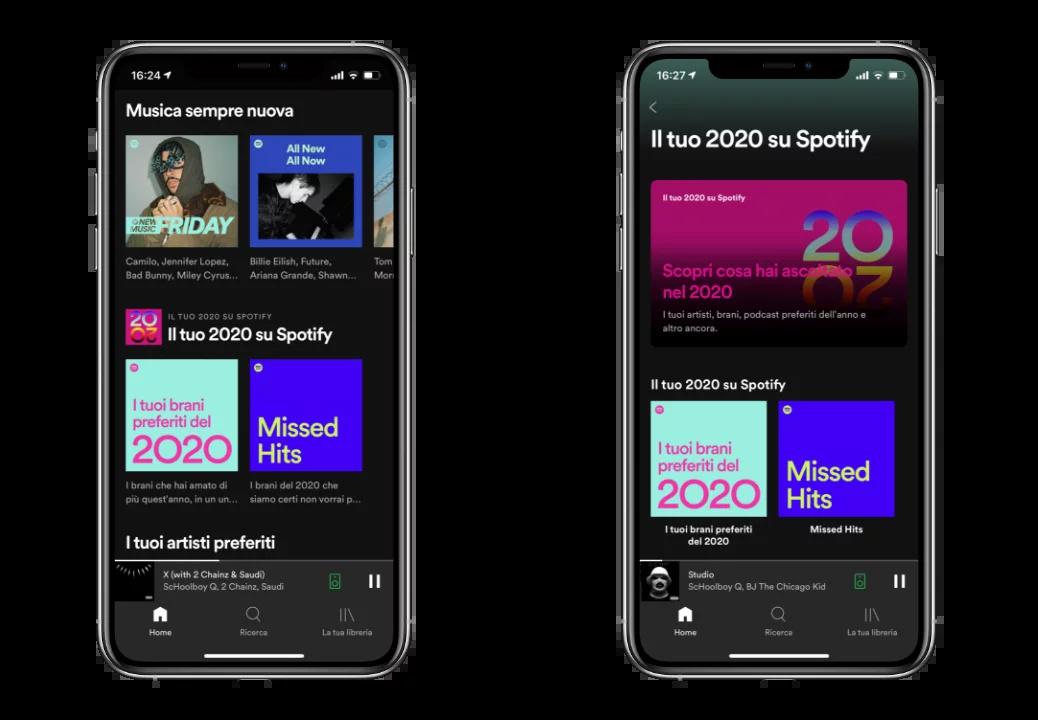 16:24
Musica sempre nuova
NEW
MUSIC
FRIDAY
All New
All Now
Camilo, Jennifer Lopez,
Bad Bunny, Miley Cyrus...
Billie Eilish, Future,
Ariana Grande, Shawn...
Tom
Morr
20
20
IL TUO 2020 SU SPOTIFY
Il tuo 2020 su Spotify
I tuoi brani
preferiti del
2020
Missed
Hits
I brani che hai amato di
più quest'anno, in un un...
I brani del 2020 che
siamo certi non vorrai p...
I tuoi artisti preferiti
X (with 2 Chainz & Saudi)
ScHoolboy Q, 2 Chainz, Saudi
Home
Ricerca
La tua libreria
16:27
Il tuo 2020 su Spotify
Il tuo 2020 su Spotify
20
20
Scopri cosa hai ascoltato
nel 2020
I tuoi artisti, brani, podcast preferiti dell'anno e
altro ancora.
Il tuo 2020 su Spotify
I tuoi brani
preferiti del
2020
Missed
Hits
I tuoi brani preferiti
del 2020
Missed Hits
Studio
ScHoolboy Q, BJ The Chicago Kid
Home
Ricerca
La tua libreria